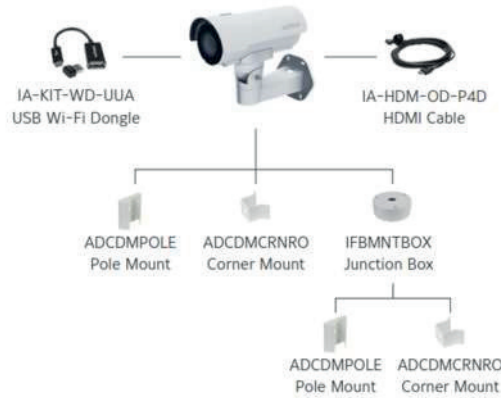 IA-KIT-WD-UUA
USB Wi-Fi Dongle
IA-HDM-OD-P4D
HDMI Cable
ADCDMPOLE
Pole Mount
ADCDMCRNRO
Corner Mount
IFBMNTBOX
Junction Box
ADCDMPOLE
Pole Mount
ADCDMCRNRO
Corner Mount